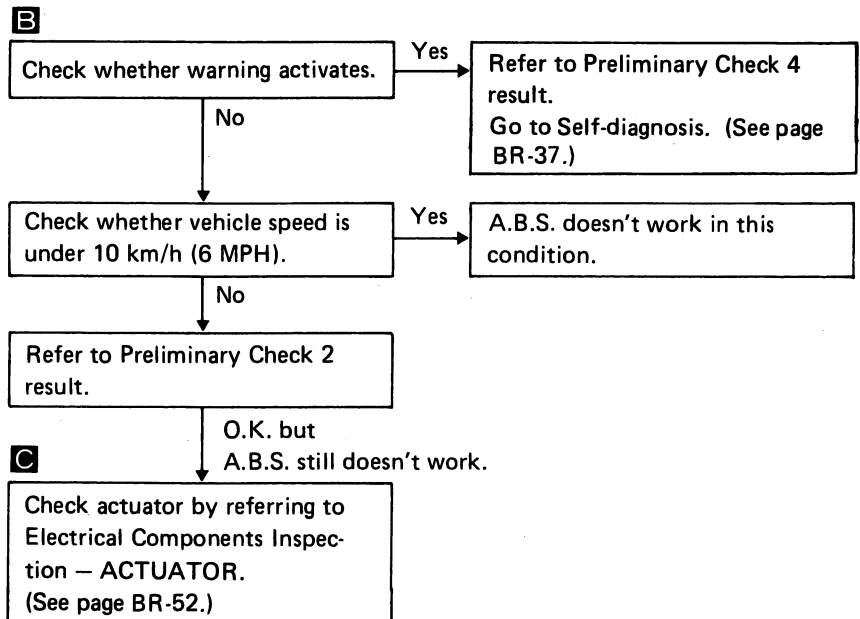 B
Check whether warning activates.
Yes
Refer to Preliminary Check 4
result.
Go to Self-diagnosis. (See page
BR-37.)
No
Check whether vehicle speed is
under 10 km/h (6 MPH).
Yes
A.B.S. doesn't work in this
condition.
No
Refer to Preliminary Check 2
result.
O.K. but
A.B.S. still doesn't work.
C
Check actuator by referring to
Electrical Components Inspec-
tion — ACTUATOR.
(See page BR-52.)